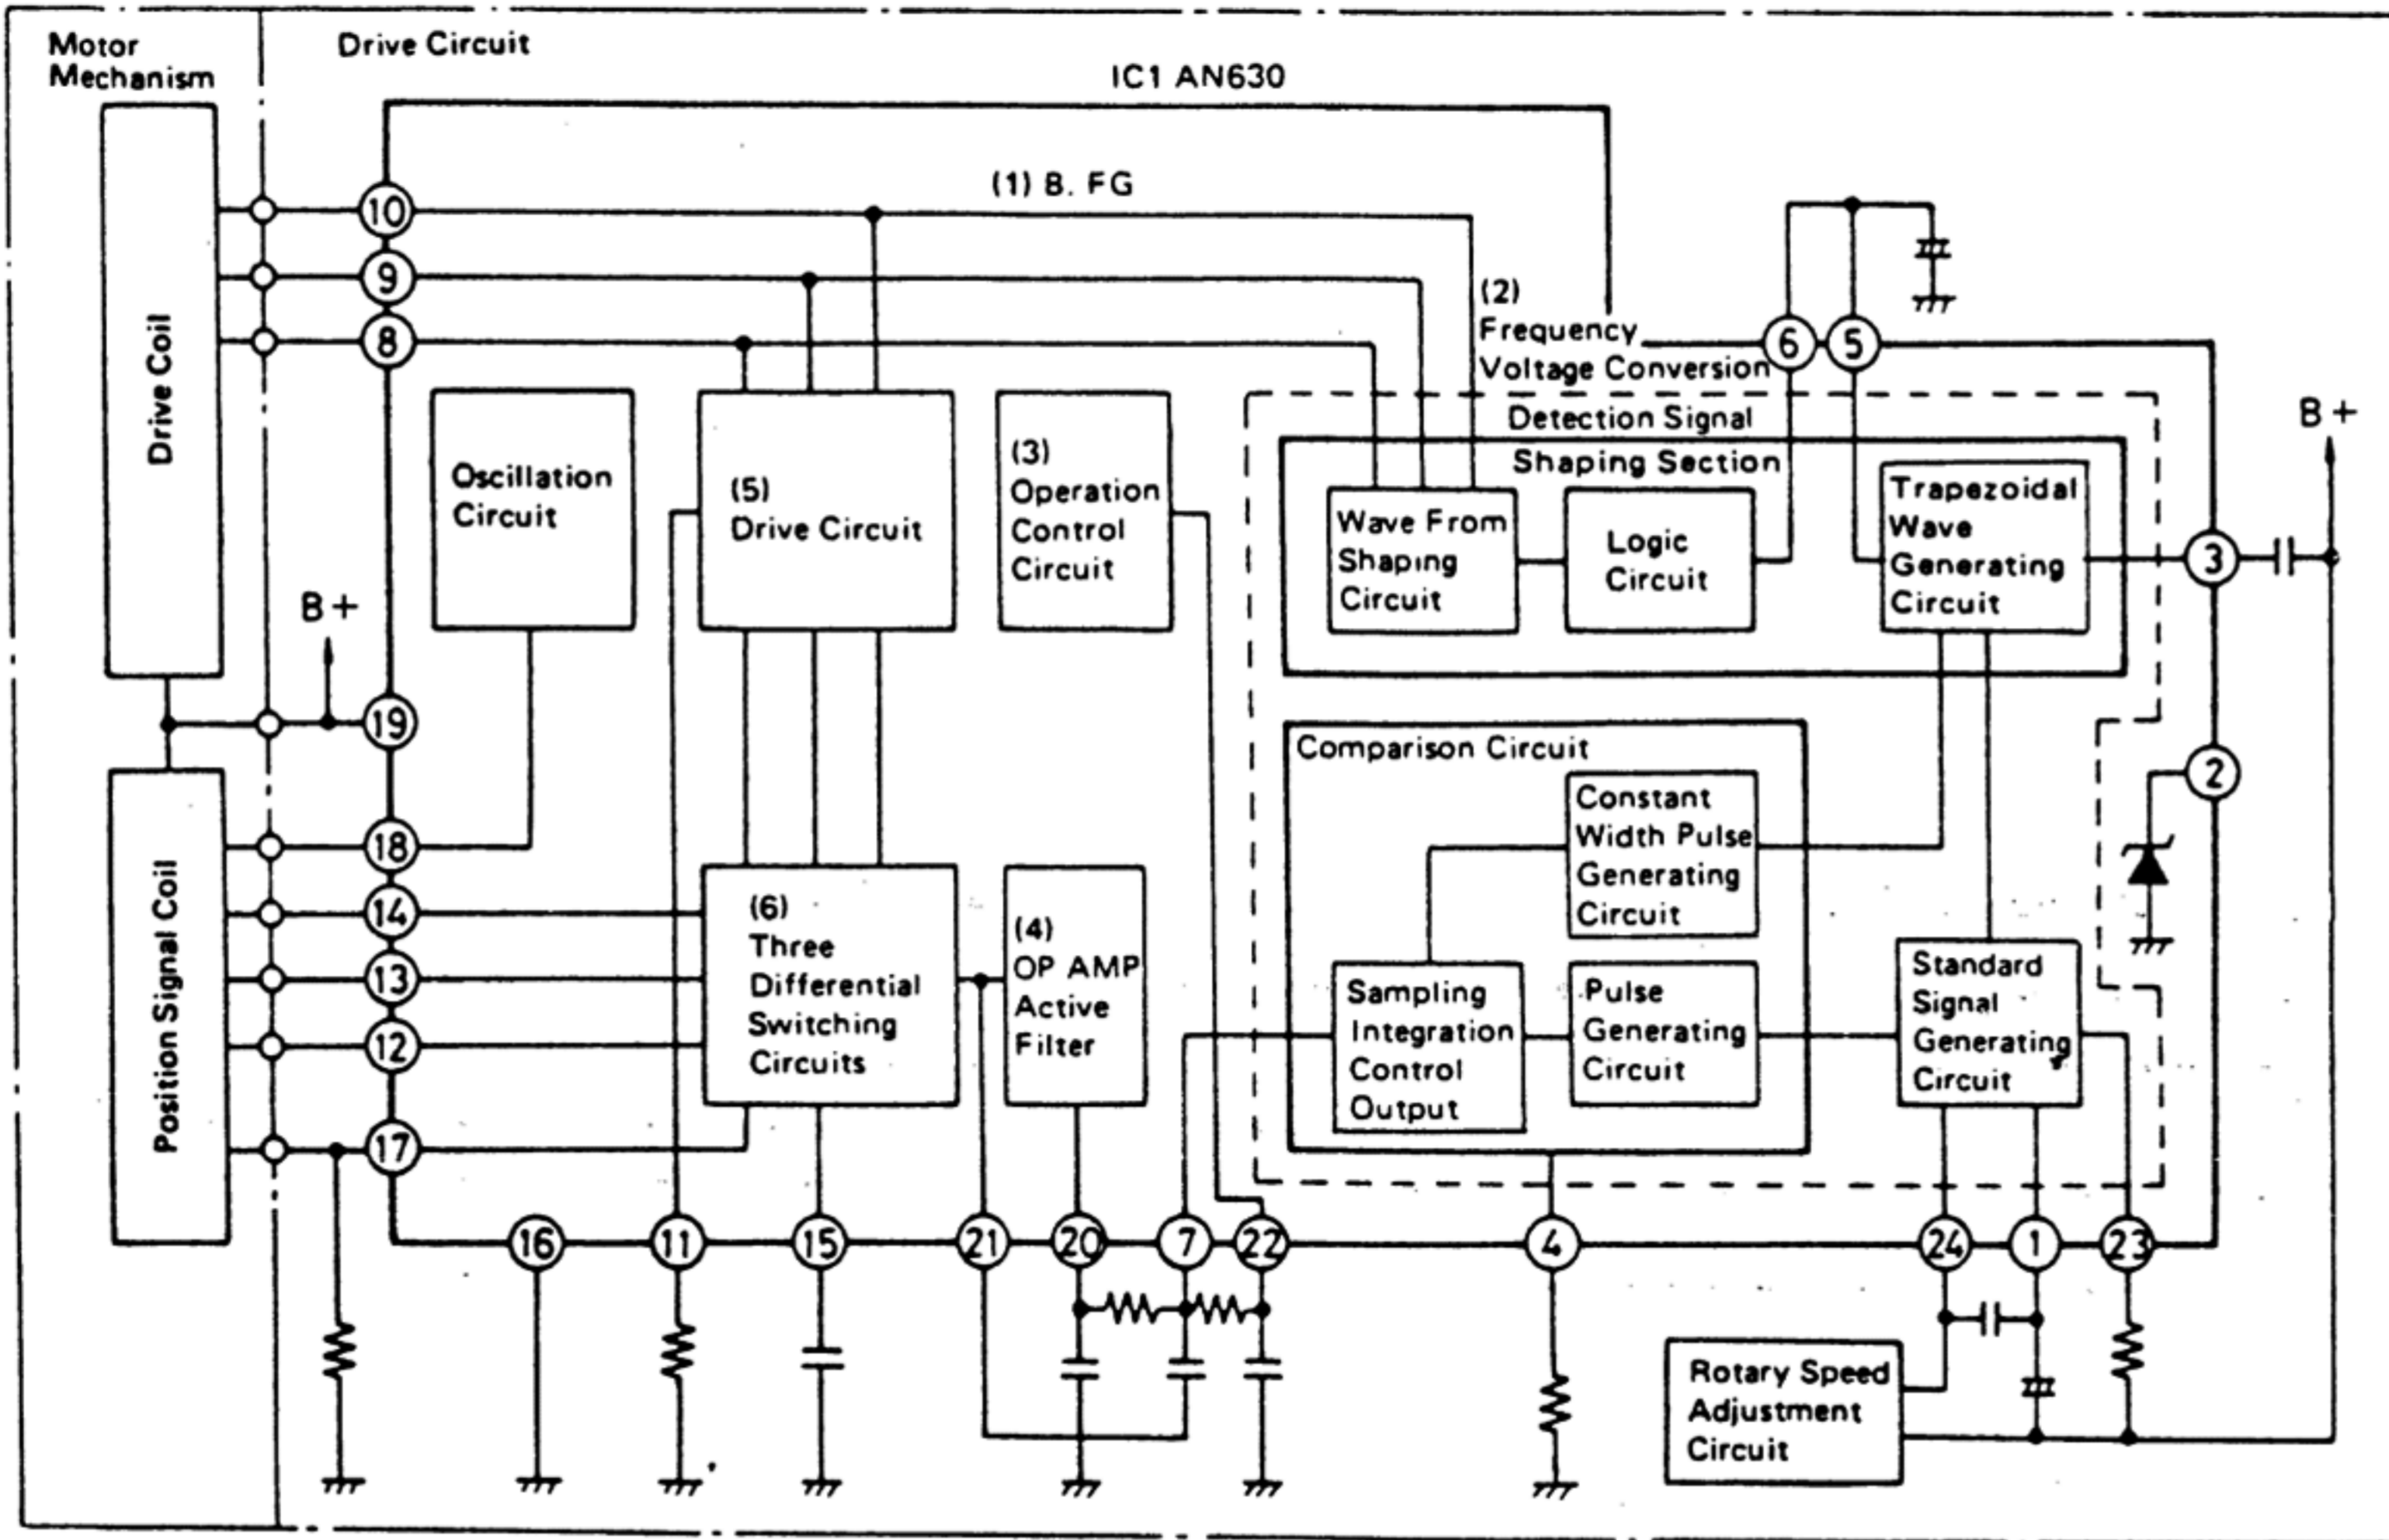 Motor
Mechanism
Drive Circuit
IC1 AN630
(1) B. FG
10
9
8
Drive Coil
(2)
Frequency
Voltage Conversion
6
5
Detection Signal
Shaping Section
B+
Oscillation
Circuit
(5)
Drive Circuit
(3)
Operation
Control
Circuit
Wave From
Shaping
Circuit
Logic
Circuit
Trapezoidal
Wave
Generating
Circuit
3
B+
19
Comparison Circuit
2
Constant
Width Pulse
Generating
Circuit
Position Signal Coil
18
14
13
12
17
(6)
Three
Differential
Switching
Circuits
(4)
OP AMP
Active
Filter
Sampling
Integration
Control
Output
Pulse
Generating
Circuit
Standard
Signal
Generating
Circuit
16
11
15
21
20
7
22
4
24
1
23
Rotary Speed
Adjustment
Circuit